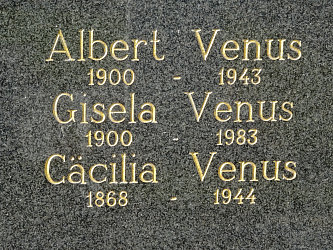 Albert Venus
1900 - 1943
Gisela Venus
1900 - 1983
Cäcilia Venus
1868 - 1944